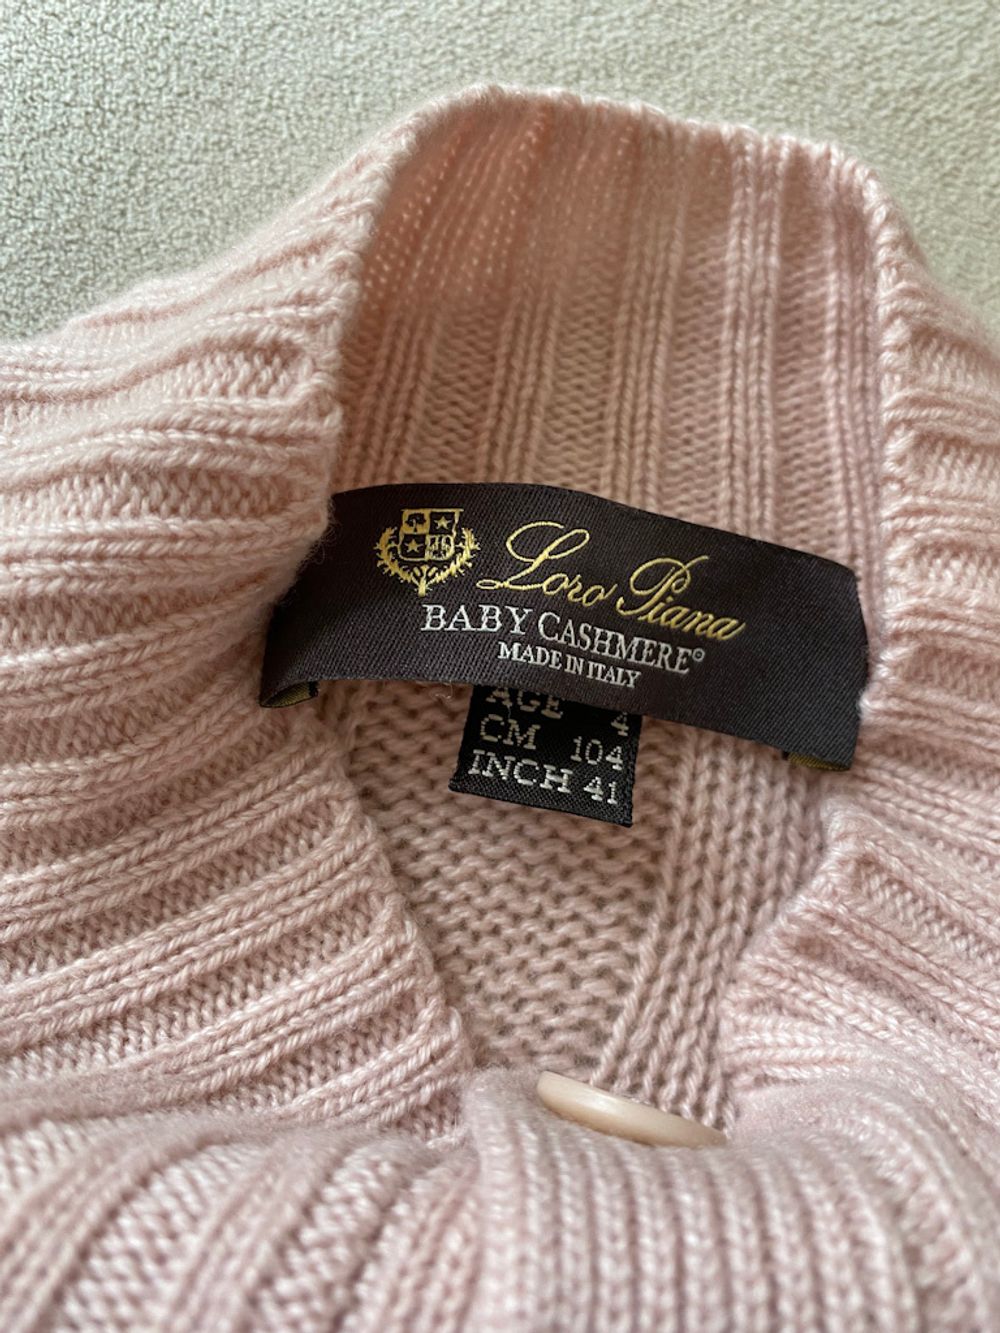 Loro Piana
BABY CASHMERE°
MADE IN ITALY
AGE 4
CM 104
INCH 41